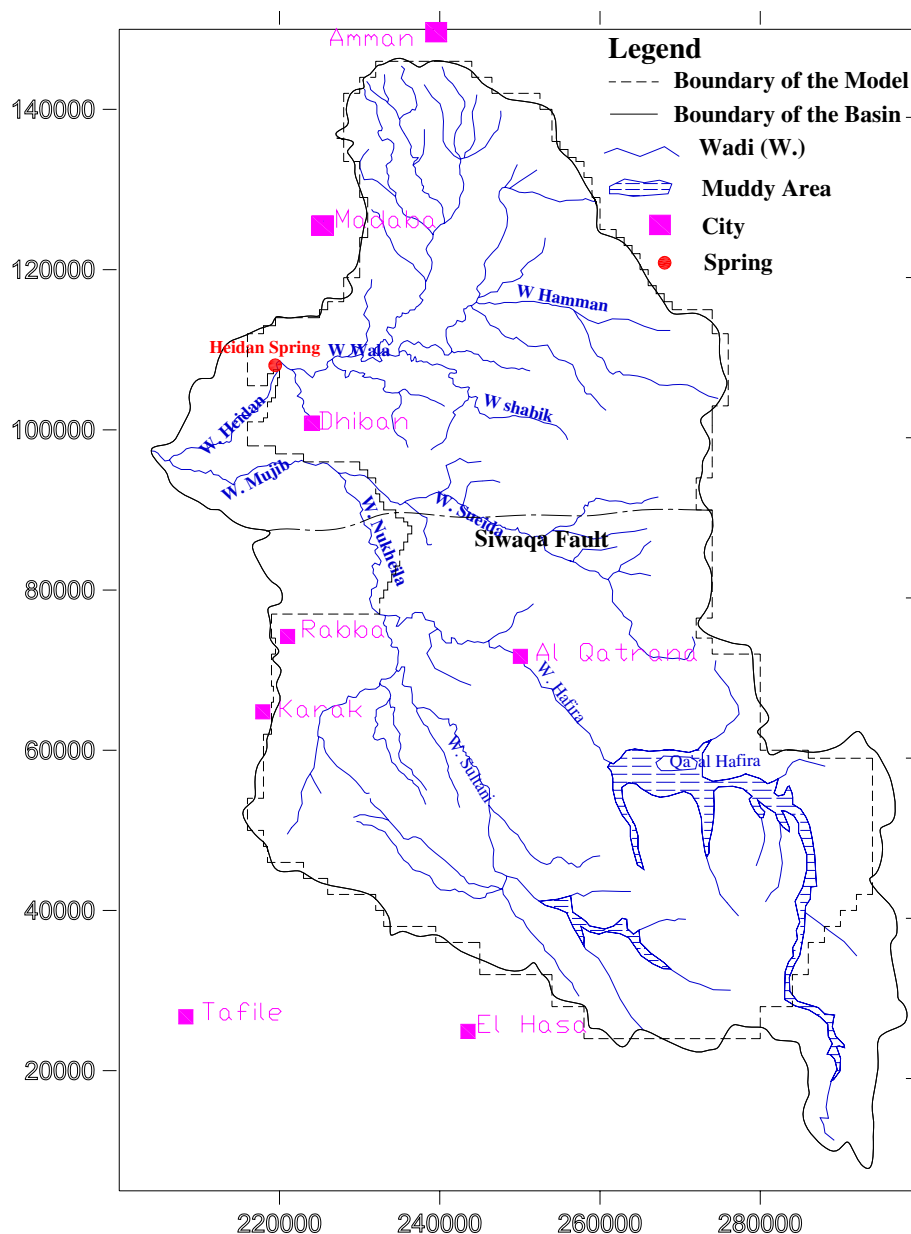 Amman
Legend
Boundary of the Model
140000
Boundary of the Basin
Wadi (W.)
Muddy Area
Madaba
City
120000
Spring
W Hamman
Heidan Spring
W Wala
W shabik
W. Heidan
Dhiban
100000
W. Mujib
W. Sueida
W. Nukheila
Siwaqa Fault
80000
Rabba
Al Qatrana
W. Hafira
Karak
60000
Qa'al Hafira
W. Sultani
40000
Tafile
El Hasa
20000
220000
240000
260000
280000